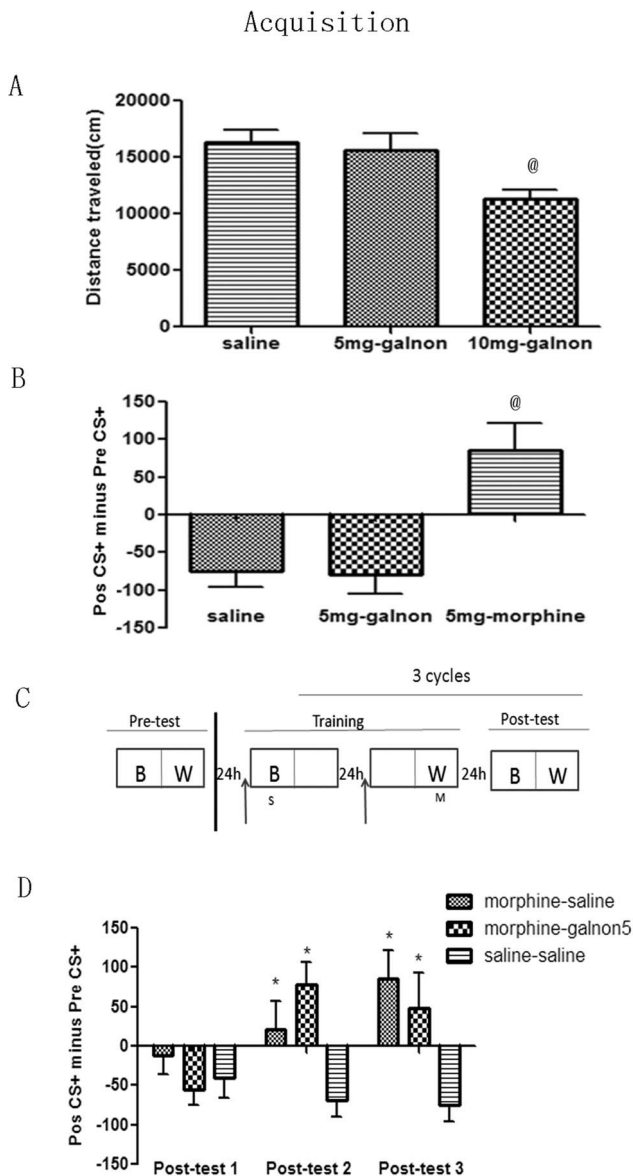 Acquisition
A
Distance traveled(cm)
20000
15000
10000
5000
0
@
saline 5mg-galnon 10mg-galnon
B
Pos CS+ minus Pre CS+
150
100
50
0
-50
-100
-150
@
saline 5mg-galnon 5mg-morphine
C
3 cycles
Pre-test Training Post-test
B W 24h B 24h W 24h B W
S M
D
morphine-saline
morphine-galnon5
saline-saline
Pos CS+ minus Pre CS+
150
100
50
0
-50
-100
-150
* * * *
Post-test 1 Post-test 2 Post-test 3